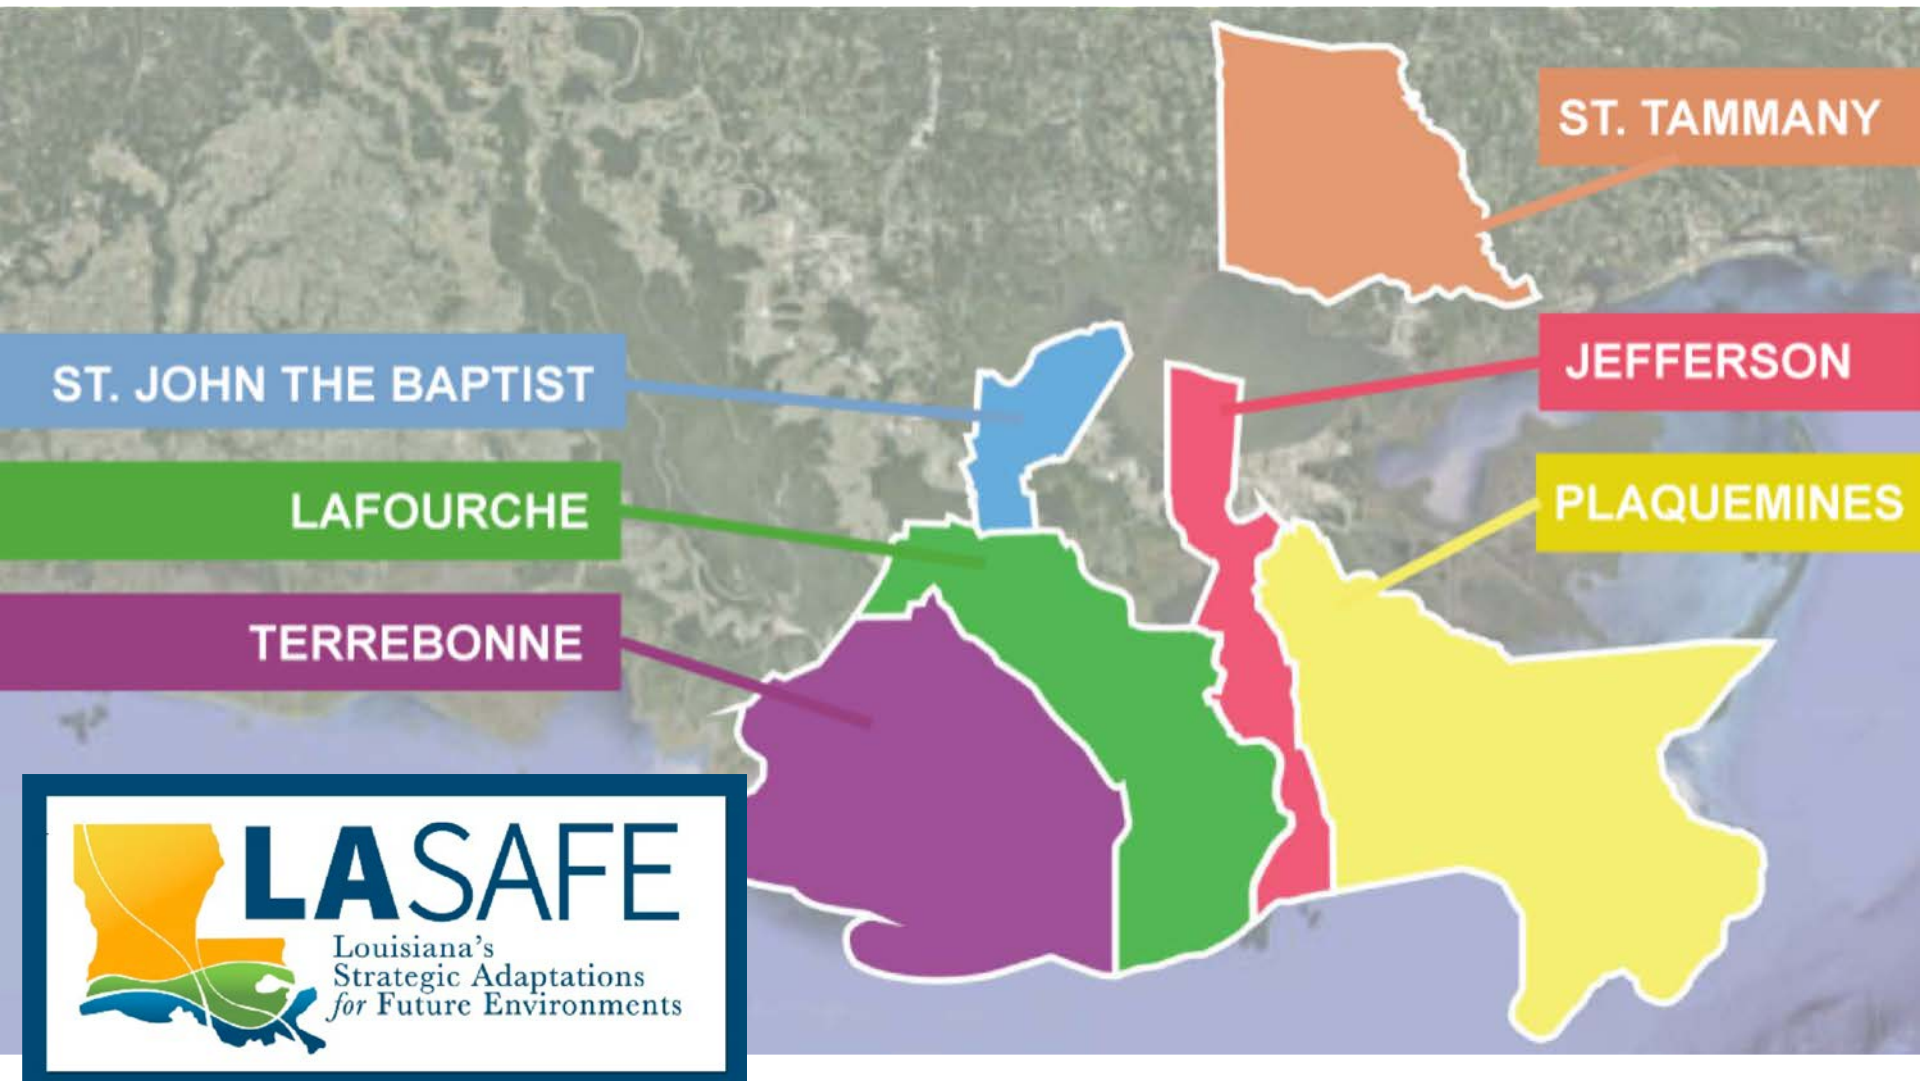 ST. TAMMANY
ST. JOHN THE BAPTIST
JEFFERSON
LAFOURCHE
PLAQUEMINES
TERREBONNE
LASAFE
Louisiana's
Strategic Adaptations
for Future Environments